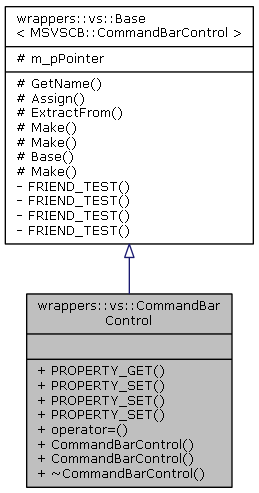 wrappers::vs::Base
< MSVSCB::CommandBarControl >
# m_pPointer
# GetName()
# Assign()
# ExtractFrom()
# Make()
# Make()
# Base()
# Make()
- FRIEND_TEST()
- FRIEND_TEST()
- FRIEND_TEST()
- FRIEND_TEST()
wrappers::vs::CommandBar
Control
+ PROPERTY_GET()
+ PROPERTY_SET()
+ PROPERTY_SET()
+ PROPERTY_SET()
+ operator=()
+ CommandBarControl()
+ CommandBarControl()
+ ~CommandBarControl()